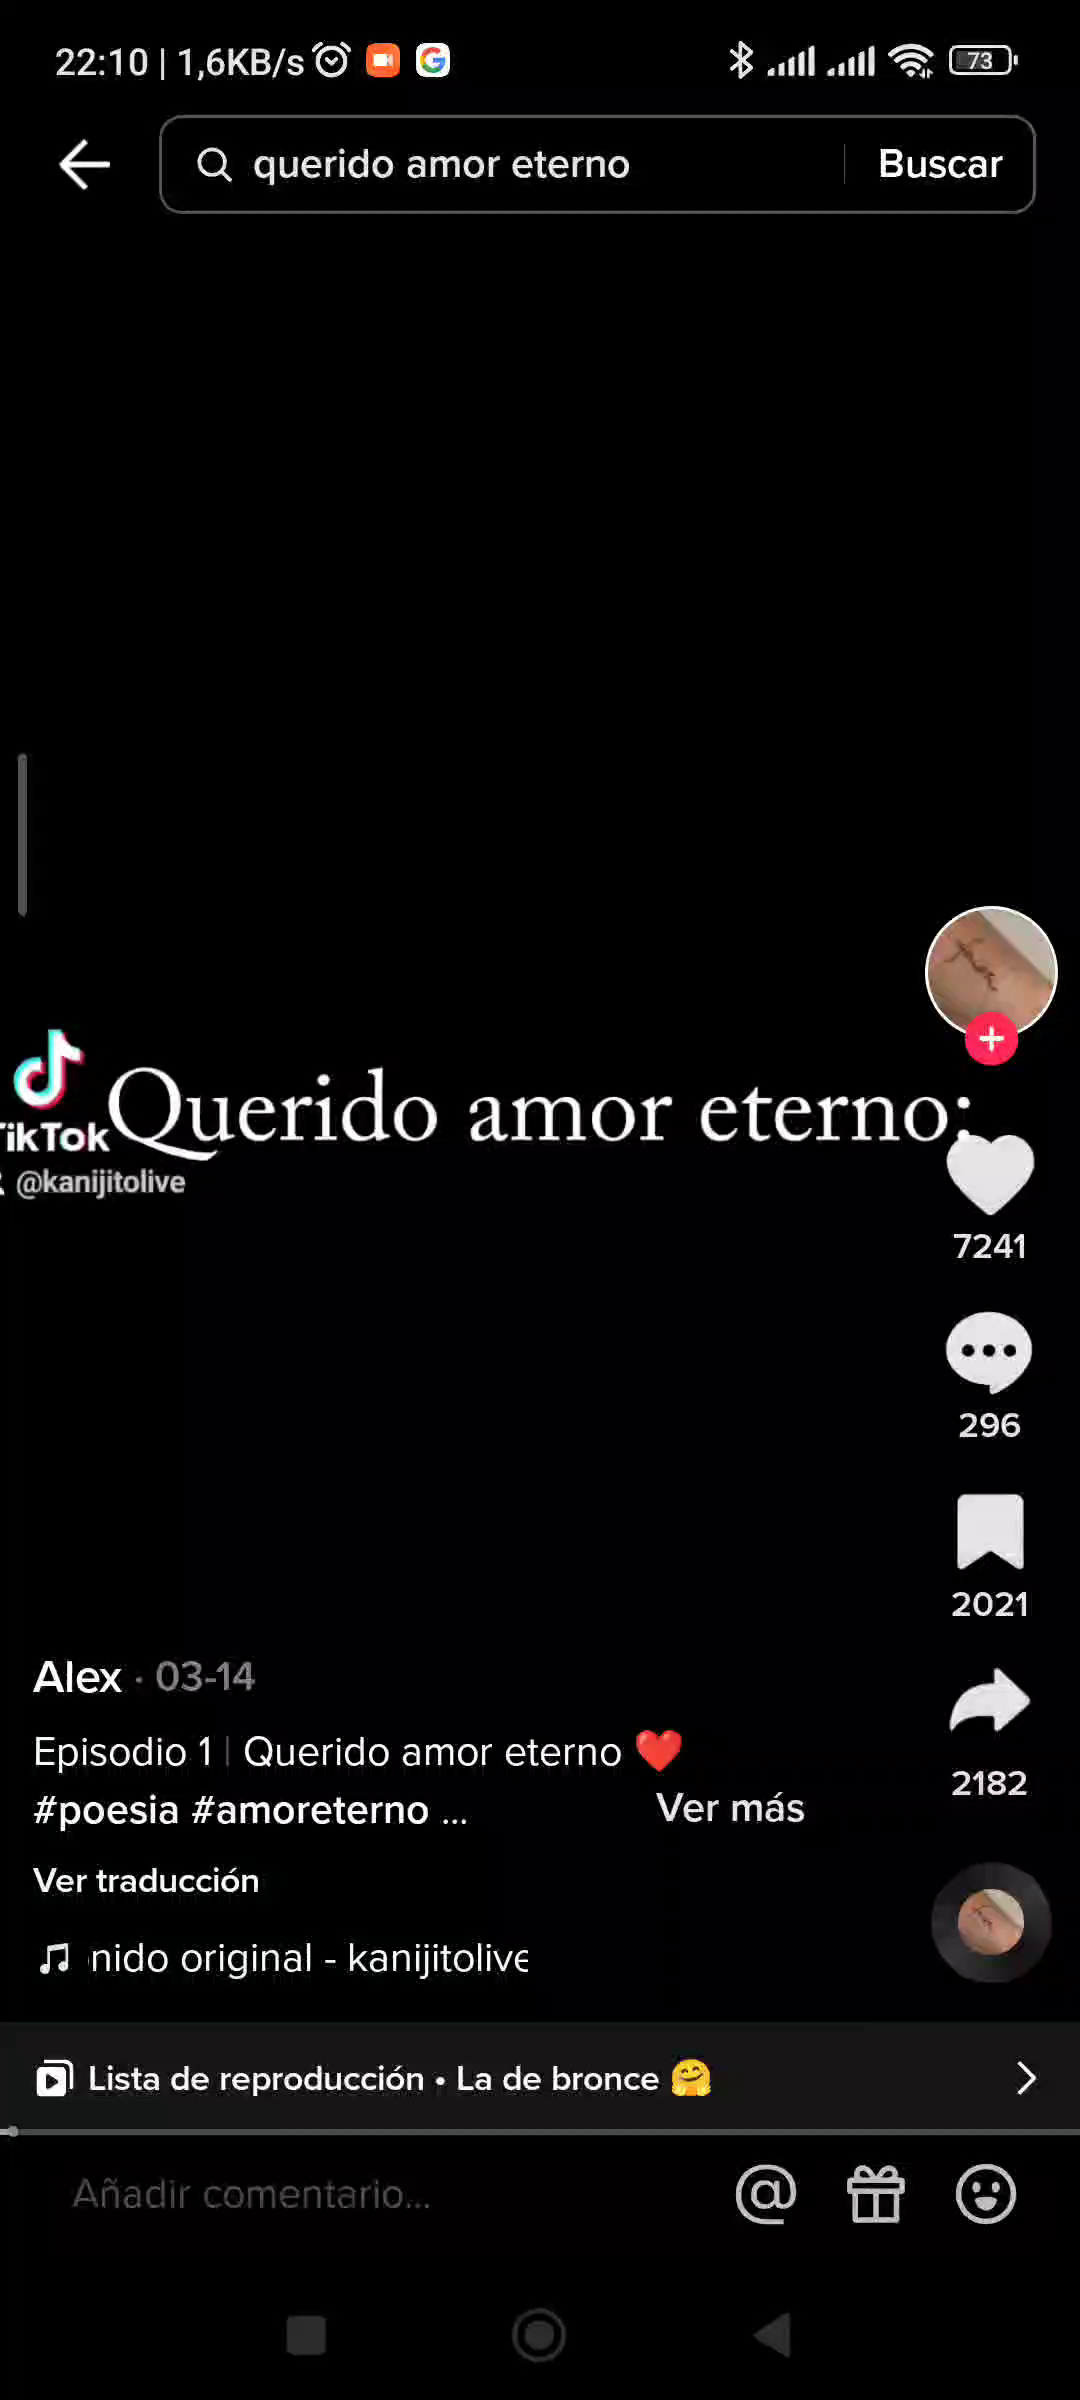 22:10 | 1,6KB/s
73
querido amor eterno
Buscar
Querido amor eterno:
ikTok
@kanijitolive
7241
296
2021
2182
Alex · 03-14
Episodio 1 | Querido amor eterno ❤️
#poesia #amoreterno ...
Ver más
Ver traducción
nido original - kanijitolive
Lista de reproducción • La de bronce 🤗
Añadir comentario...